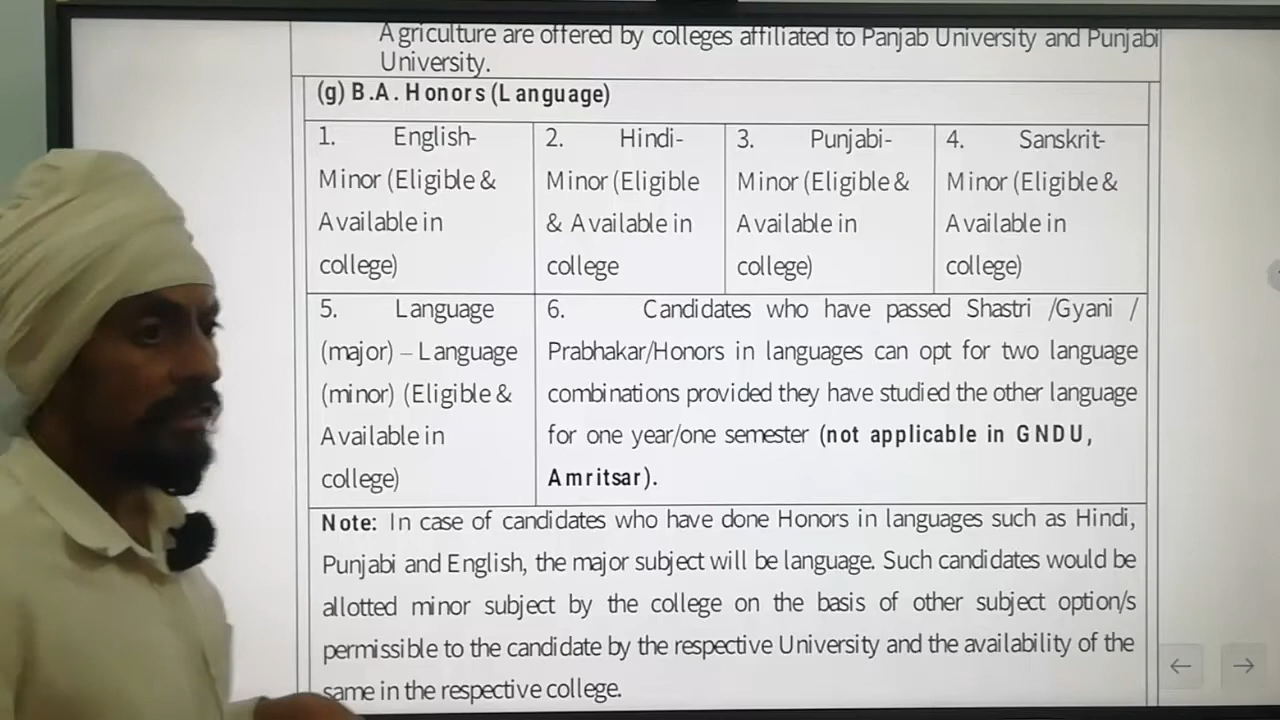 Agriculture are offered by colleges affiliated to Panjab University and Punjabi
University.
(g) B.A. Honors (Language)
1. English-
Minor (Eligible &
Available in
college)
2. Hindi-
Minor (Eligible
& Available in
college
3. Punjabi-
Minor (Eligible &
Available in
college)
4. Sanskrit-
Minor (Eligible &
Available in
college)
5. Language
(major) – Language
(minor) (Eligible &
Available in
college)
6. Candidates who have passed Shastri /Gyani /
Prabhakar/Honors in languages can opt for two language
combinations provided they have studied the other language
for one year/one semester (not applicable in GNDU,
Amritsar).
Note: In case of candidates who have done Honors in languages such as Hindi,
Punjabi and English, the major subject will be language. Such candidates would be
allotted minor subject by the college on the basis of other subject option/s
permissible to the candidate by the respective University and the availability of the
same in the respective college.